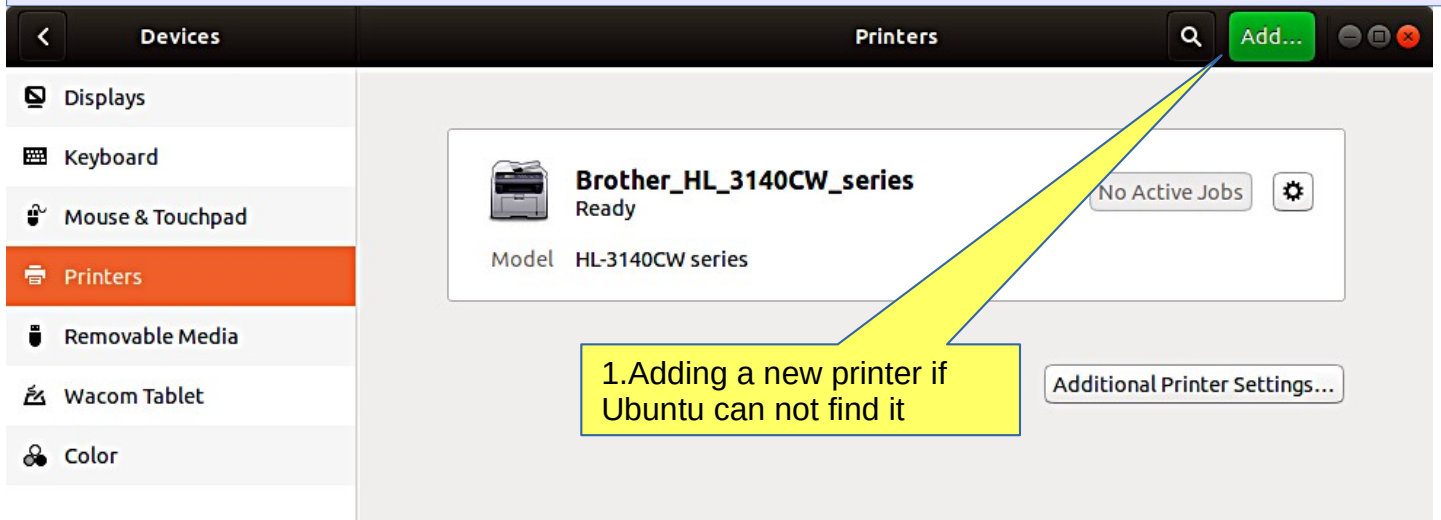 Devices
Printers
Add...
Displays
Keyboard
Mouse & Touchpad
Printers
Removable Media
Wacom Tablet
Color
Brother_HL_3140CW_series
Ready
No Active Jobs
Model HL-3140CW series
1.Adding a new printer if
Ubuntu can not find it
Additional Printer Settings...